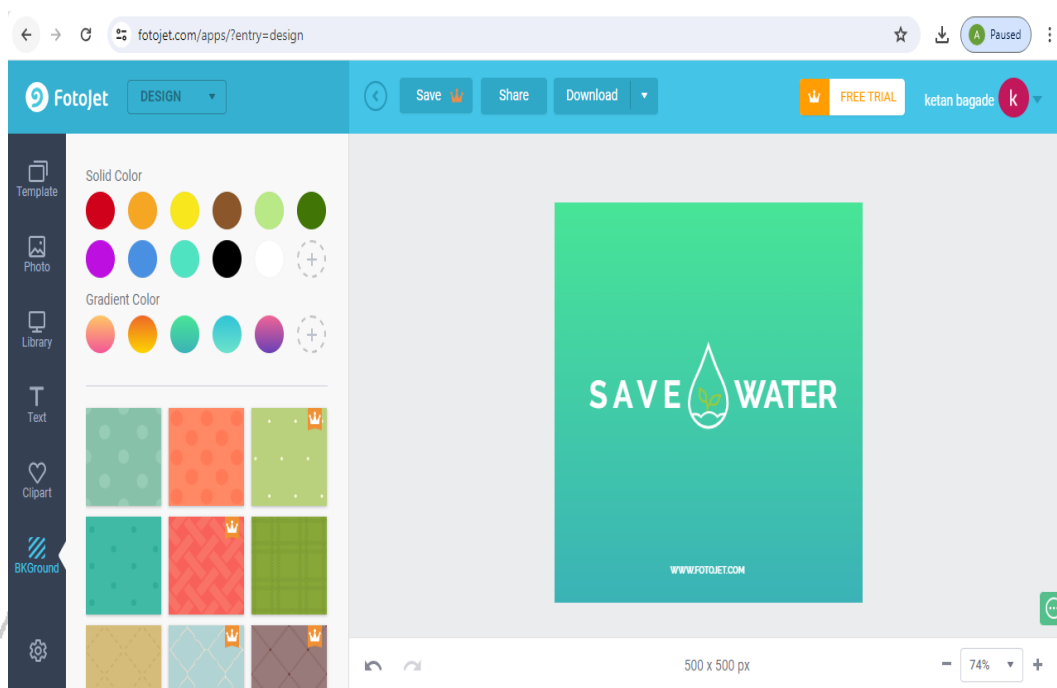 fotojet.com/apps/?entry=design
A Paused
FotoJet
DESIGN
Save
Share
Download
FREE TRIAL
ketan bagade
k
Template
Photo
Library
Text
Clipart
BKGround
Solid Color
Gradient Color
SAVE WATER
WWW.FOTOJET.COM
500 x 500 px
74%